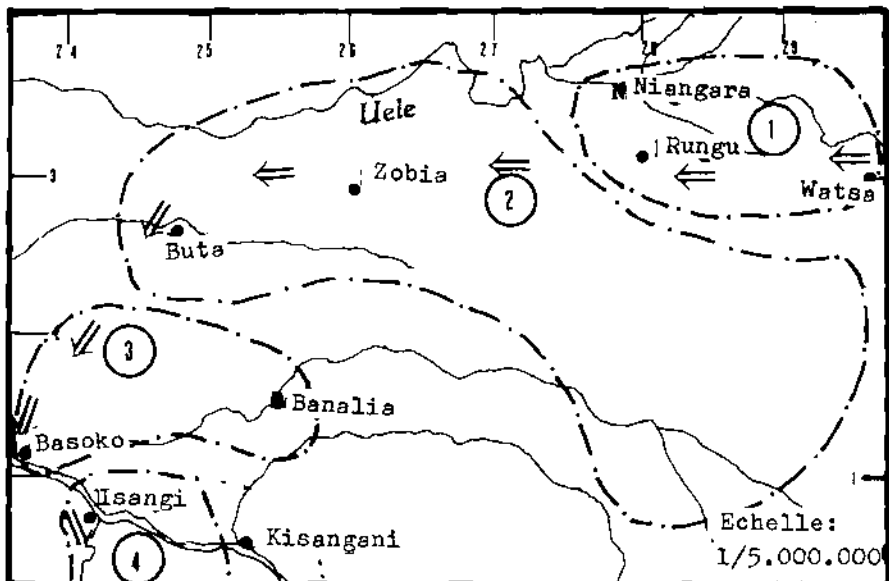 24 25 26 27 28 29
Niangara
Uele
1
Rungu
Zobia
3
2
Watsa
Buta
3
Banalia
Basoko
1
Isangi
Echelle:
Kisangani
4
1/5.000.000